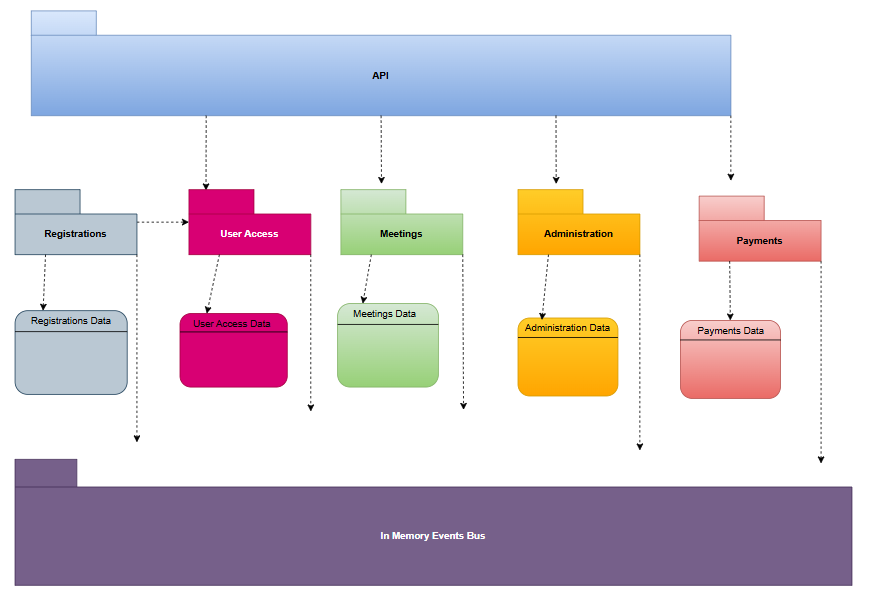 API
Registrations
User Access
Meetings
Administration
Payments
Registrations Data
User Access Data
Meetings Data
Administration Data
Payments Data
In Memory Events Bus